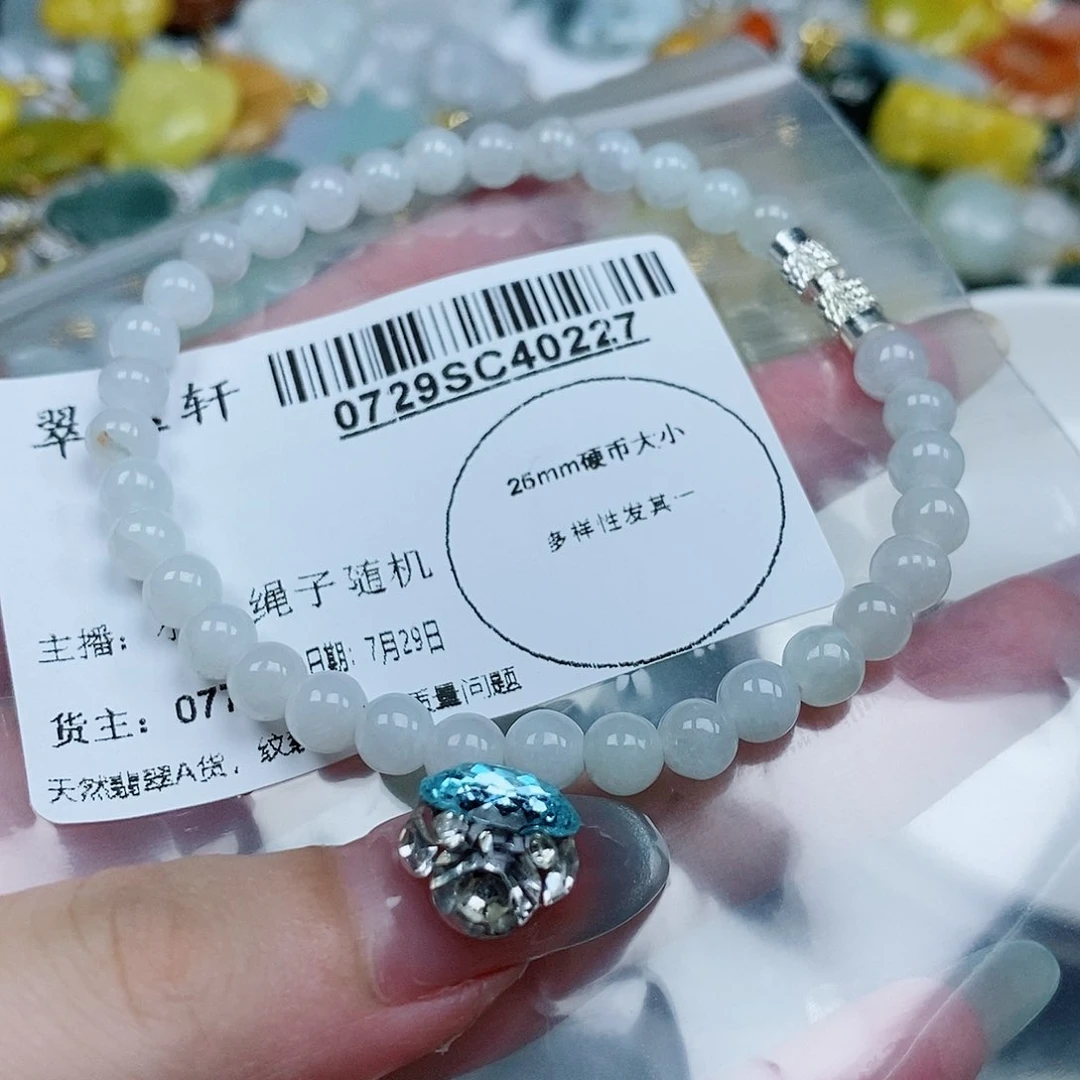 0729SC40227
翠 轩
26mm硬币大小
多样性发其一
绳子随机
主播:
日期: 7月29日
货主: 077
质量问题
天然翡翠A货, 纹